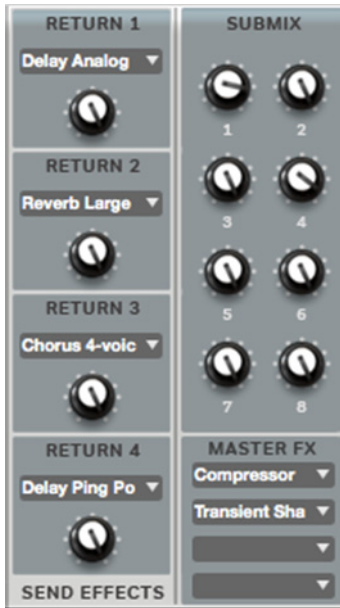 RETURN 1
Delay Analog
RETURN 2
Reverb Large
RETURN 3
Chorus 4-voic
RETURN 4
Delay Ping Po
SEND EFFECTS
SUBMIX
1 2
3 4
5 6
7 8
MASTER FX
Compressor
Transient Sha